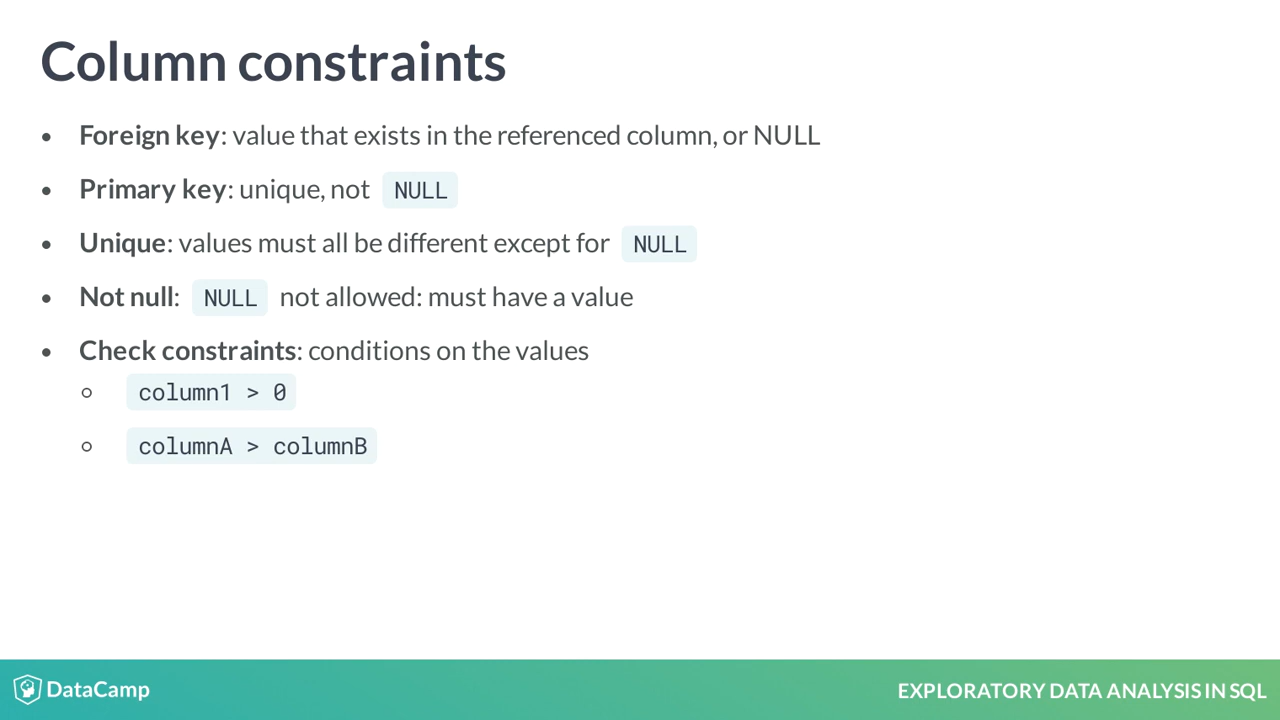 Column constraints
• Foreign key: value that exists in the referenced column, or NULL
• Primary key: unique, not NULL
• Unique: values must all be different except for NULL
• Not null: NULL not allowed: must have a value
• Check constraints: conditions on the values
○ column1 > 0
○ columnA > columnB
DataCamp
EXPLORATORY DATA ANALYSIS IN SQL